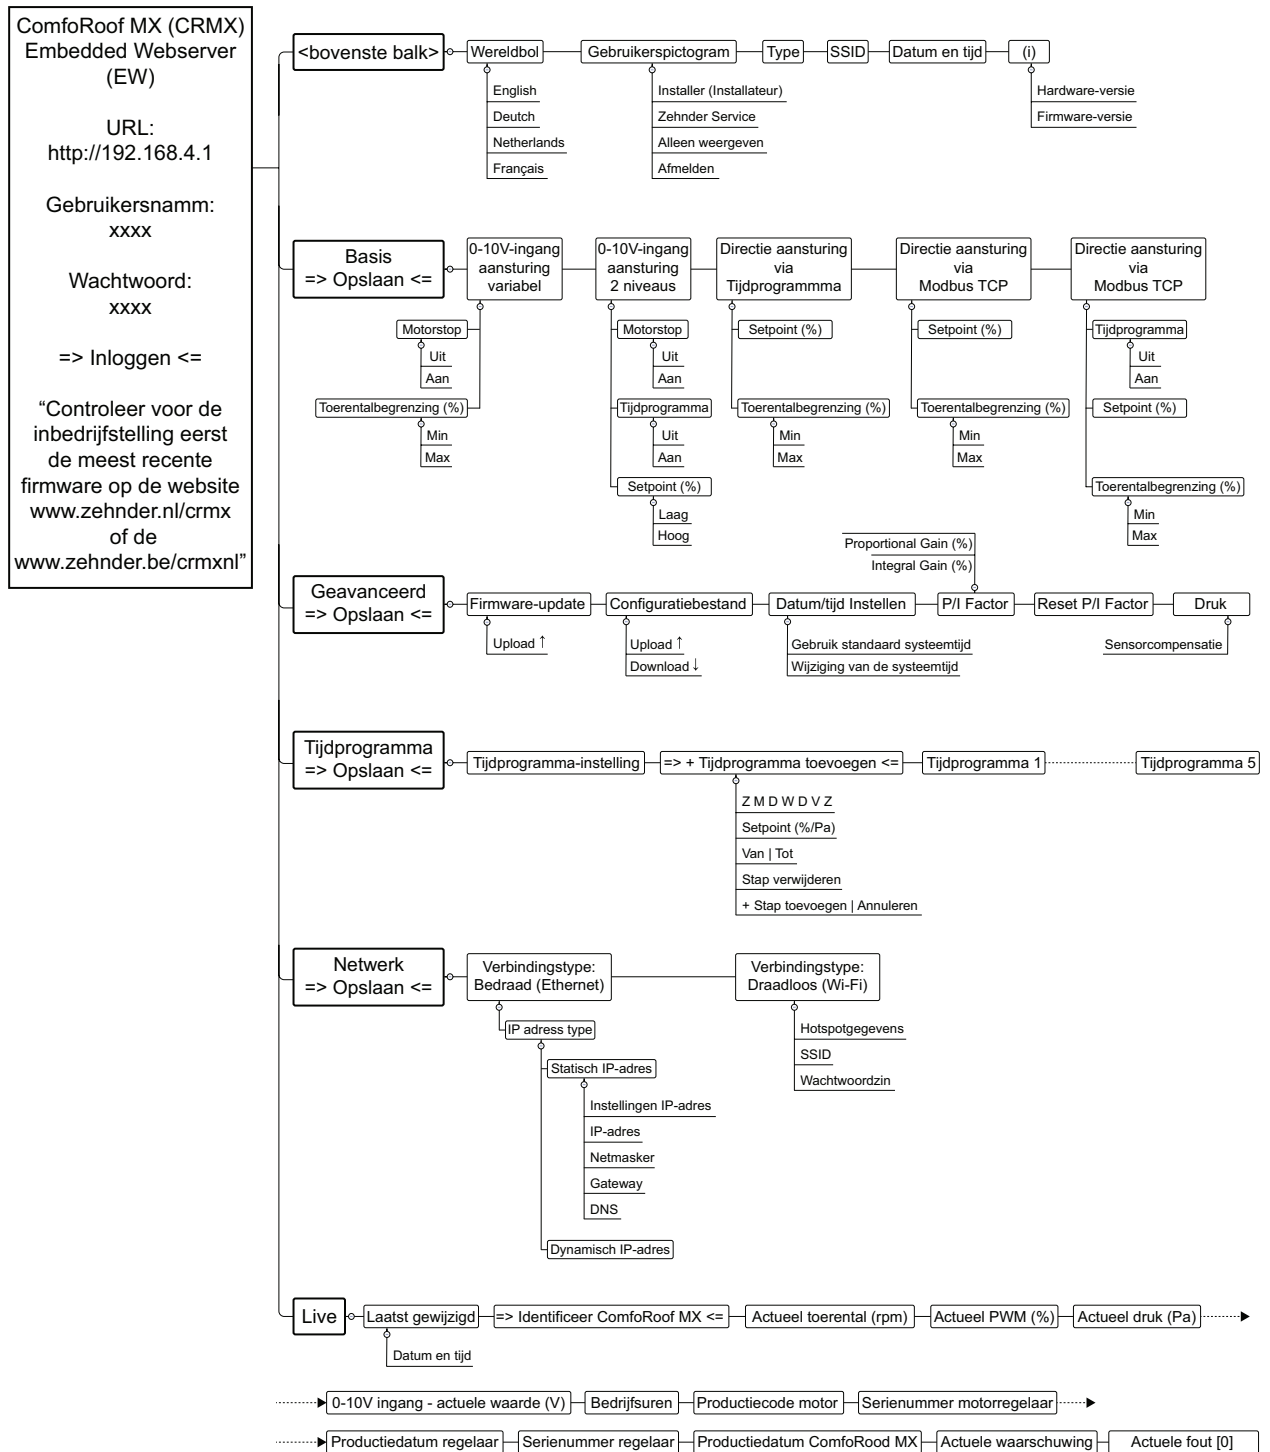 ComfoRoof MX (CRMX)
Embedded Webserver
(EW)
URL:
http://192.168.4.1
Gebruikersnamm:
xxxx
Wachtwoord:
xxxx
=> Inloggen <=
“Controleer voor de
inbedrijfstelling eerst
de meest recente
firmware op de website
www.zehnder.nl/crmx
of de
www.zehnder.be/crmxnl”
<bovenste balk>
Wereldbol
English
Deutch
Netherlands
Français
Gebruikerspictogram
Installer (Installateur)
Zehnder Service
Alleen weergeven
Afmelden
Type
SSID
Datum en tijd
(i)
Hardware-versie
Firmware-versie
Basis
=> Opslaan <=
0-10V-ingang
aansturing
variabel
Motorstop
Uit
Aan
Toerentalbegrenzing (%)
Min
Max
0-10V-ingang
aansturing
2 niveaus
Motorstop
Uit
Aan
Tijdprogramma
Uit
Aan
Setpoint (%)
Laag
Hoog
Directie aansturing
via
Tijdprogrammma
Setpoint (%)
Toerentalbegrenzing (%)
Min
Max
Directie aansturing
via
Modbus TCP
Setpoint (%)
Toerentalbegrenzing (%)
Min
Max
Directie aansturing
via
Modbus TCP
Tijdprogramma
Uit
Aan
Setpoint (%)
Toerentalbegrenzing (%)
Min
Max
Geavanceerd
=> Opslaan <=
Firmware-update
Upload ↑
Configuratiebestand
Upload ↑
Download ↓
Datum/tijd Instellen
Gebruik standaard systeemtijd
Wijziging van de systeemtijd
Proportional Gain (%)
Integral Gain (%)
P/I Factor
Reset P/I Factor
Druk
Sensorcompensatie
Tijdprogramma
=> Opslaan <=
Tijdprogramma-instelling
=> + Tijdprogramma toevoegen <=
Z M D W D V Z
Setpoint (%/Pa)
Van | Tot
Stap verwijderen
+ Stap toevoegen | Annuleren
Tijdprogramma 1
Tijdprogramma 5
Netwerk
=> Opslaan <=
Verbindingstype:
Bedraad (Ethernet)
IP adress type
Statisch IP-adres
Instellingen IP-adres
IP-adres
Netmasker
Gateway
DNS
Dynamisch IP-adres
Verbindingstype:
Draadloos (Wi-Fi)
Hotspotgegevens
SSID
Wachtwoordzin
Live
Laatst gewijzigd
Datum en tijd
=> Identificeer ComfoRoof MX <=
Actueel toerental (rpm)
Actueel PWM (%)
Actueel druk (Pa)
0-10V ingang - actuele waarde (V)
Bedrijfsuren
Productiecode motor
Serienummer motorregelaar
Productiedatum regelaar
Serienummer regelaar
Productiedatum ComfoRood MX
Actuele waarschuwing
Actuele fout [0]